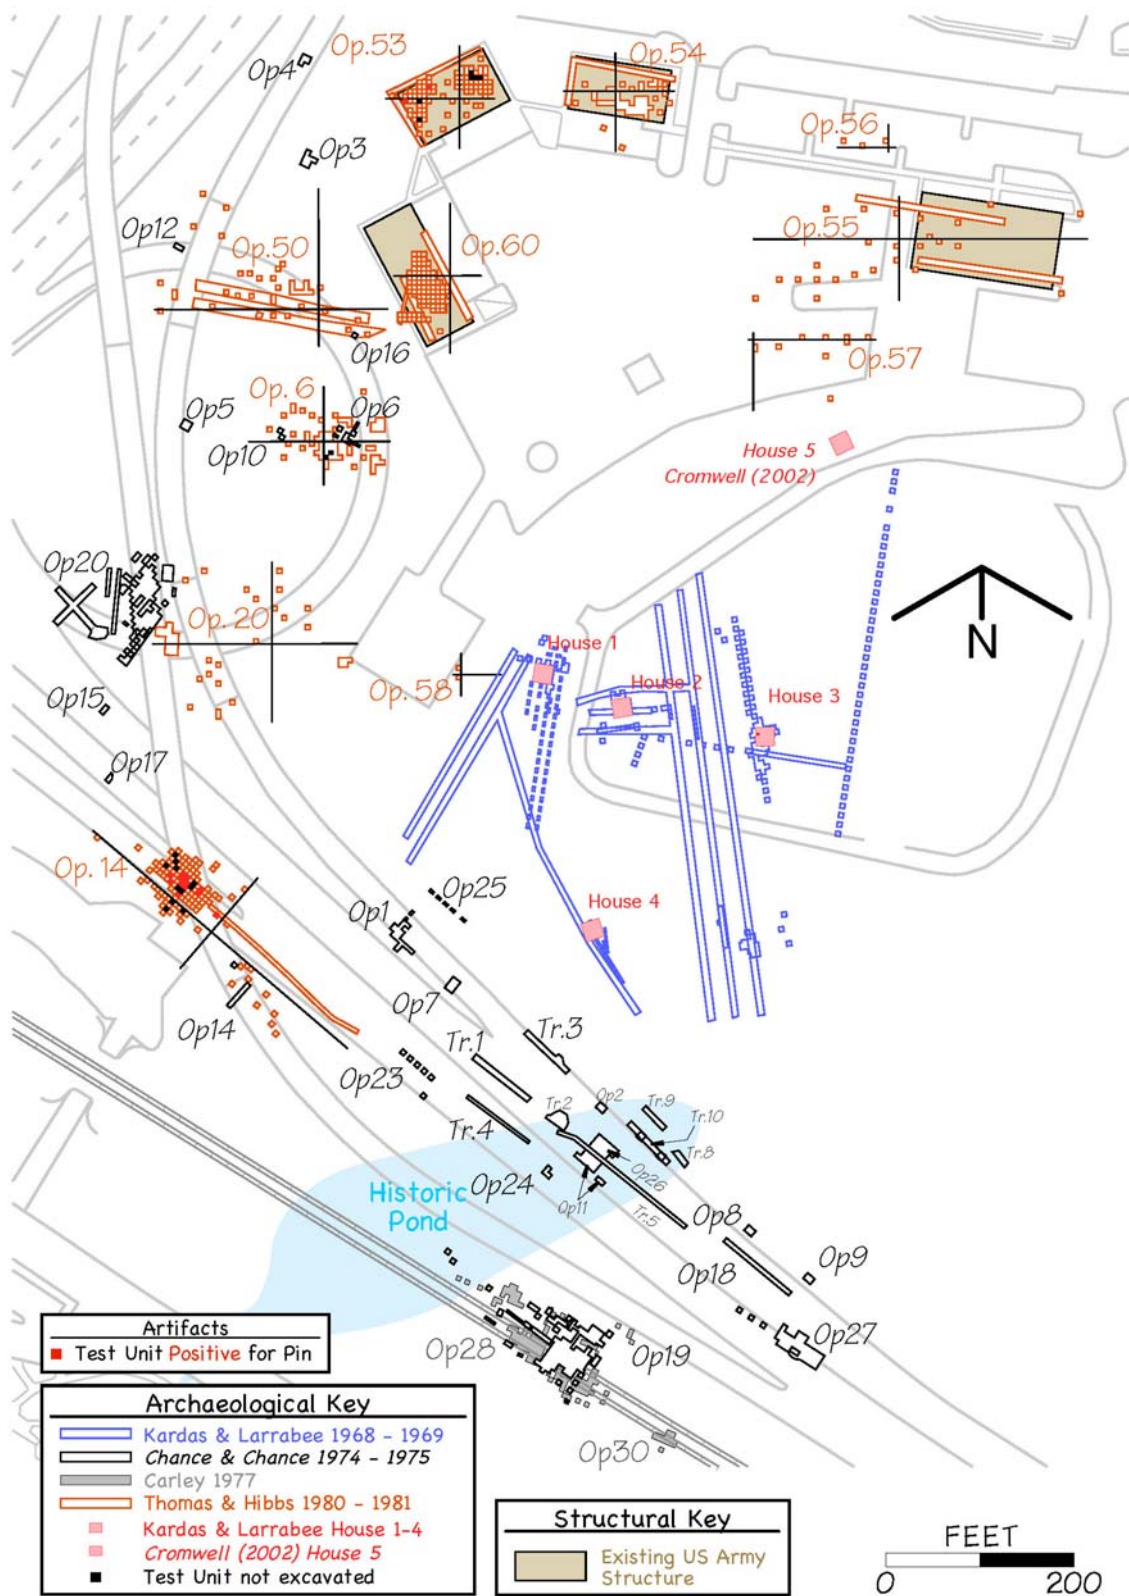 Op.53
Op4
Op.54
Op3
Op.56
Op12
Op.50
Op.60
Op.55
Op16
Op.57
Op. 6
Op6
Op5
Op10
House 5
Cromwell (2002)
Op20
Op. 20
N
House 1
Op. 58
House 2
House 3
Op15
Op17
Op. 14
Op25
Op1
House 4
Op7
Op14
Tr.3
Tr.1
Op23
Tr.2
Op2
Tr.9
Tr.10
Tr.4
Tr.8
Op24
Op26
Op11
Historic
Pond
Tr.5
Op8
Op9
Op18
Op27
Op28
Op19
Op30
Artifacts
Test Unit Positive for Pin
Archaeological Key
Kardas & Larrabee 1968 - 1969
Chance & Chance 1974 - 1975
Carley 1977
Thomas & Hibbs 1980 - 1981
Kardas & Larrabee House 1-4
Cromwell (2002) House 5
Test Unit not excavated
Structural Key
Existing US Army
Structure
FEET
0 200